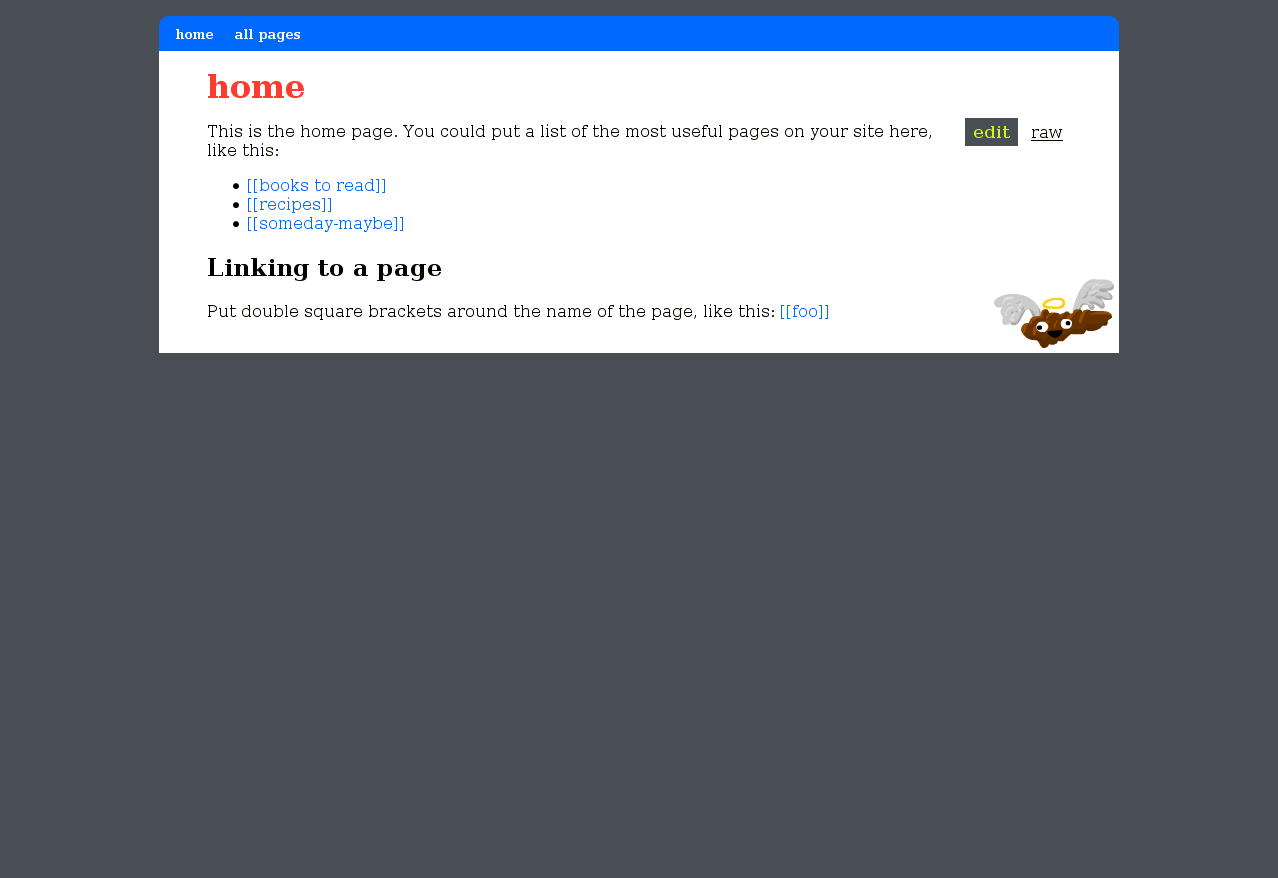 home all pages
home
This is the home page. You could put a list of the most useful pages on your site here,
like this:
edit raw
[[books to read]]
[[recipes]]
[[someday-maybe]]
Linking to a page
Put double square brackets around the name of the page, like this: [[foo]]